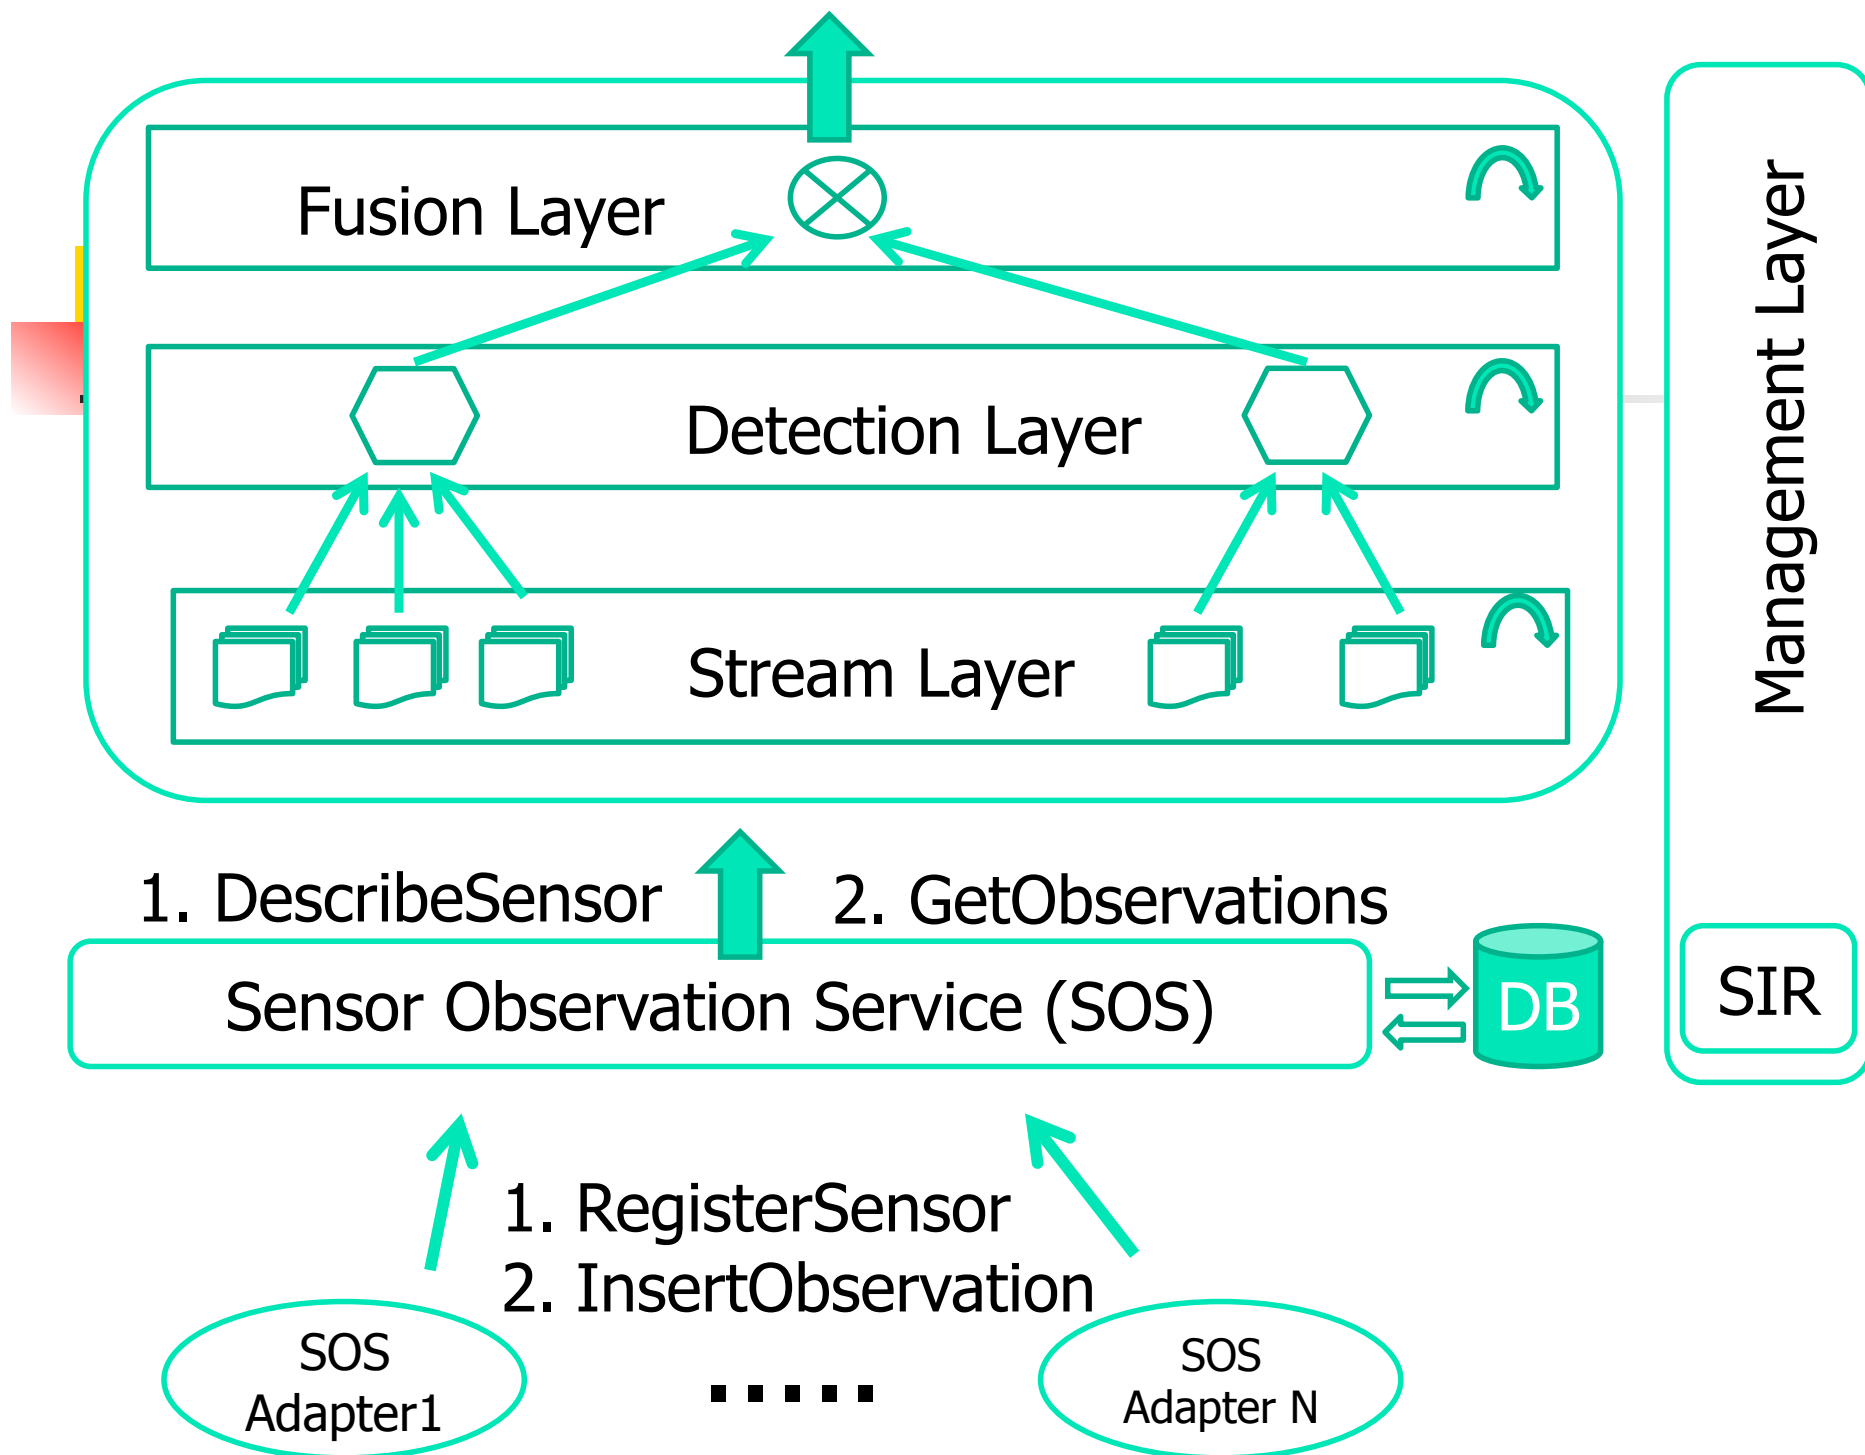 Fusion Layer
Detection Layer
Stream Layer
Management Layer
1. DescribeSensor
2. GetObservations
Sensor Observation Service (SOS)
DB
SIR
1. RegisterSensor
2. InsertObservation
SOS
Adapter1
.....
SOS
Adapter N